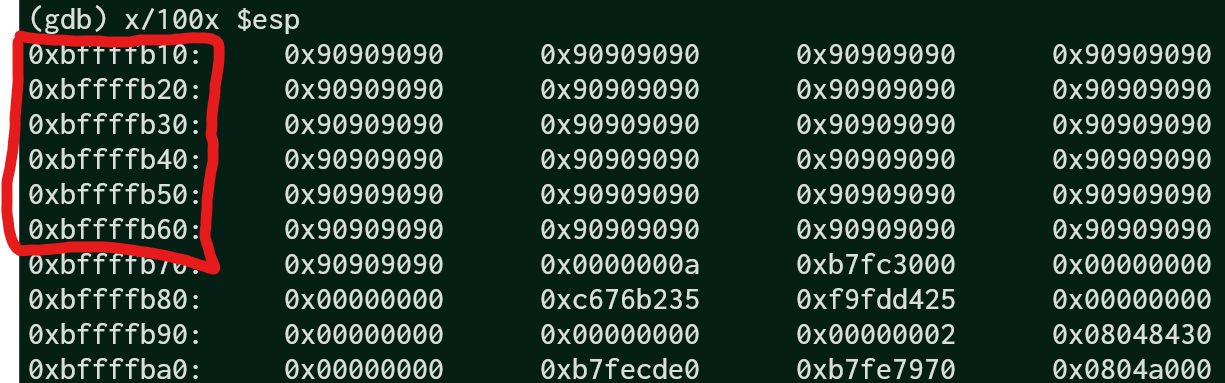 (gdb) x/100x $esp
0xbffffb10: 0x90909090 0x90909090 0x90909090 0x90909090
0xbffffb20: 0x90909090 0x90909090 0x90909090 0x90909090
0xbffffb30: 0x90909090 0x90909090 0x90909090 0x90909090
0xbffffb40: 0x90909090 0x90909090 0x90909090 0x90909090
0xbffffb50: 0x90909090 0x90909090 0x90909090 0x90909090
0xbffffb60: 0x90909090 0x90909090 0x90909090 0x90909090
0xbffffb70: 0x90909090 0x0000000a 0xb7fc3000 0x00000000
0xbffffb80: 0x00000000 0xc676b235 0xf9fdd425 0x00000000
0xbffffb90: 0x00000000 0x00000000 0x00000002 0x08048430
0xbffffba0: 0x00000000 0xb7fecde0 0xb7fe7970 0x0804a000